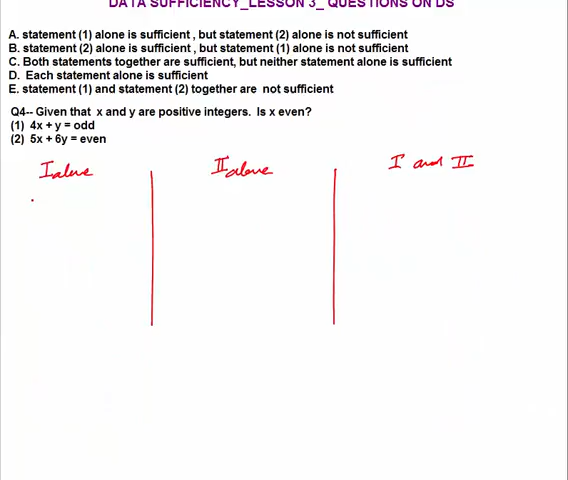 DATA SUFFICIENCY_LESSON 3_ QUESTIONS ON DS
A. statement (1) alone is sufficient , but statement (2) alone is not sufficient
B. statement (2) alone is sufficient , but statement (1) alone is not sufficient
C. Both statements together are sufficient, but neither statement alone is sufficient
D. Each statement alone is sufficient
E. statement (1) and statement (2) together are not sufficient
Q4-- Given that x and y are positive integers. Is x even?
(1) 4x + y = odd
(2) 5x + 6y = even
I alone II alone I and II